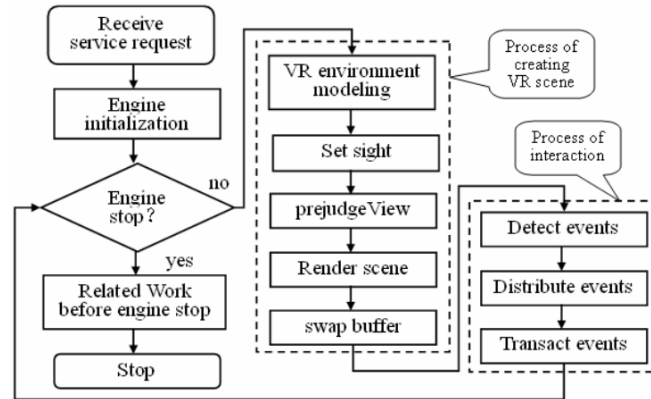 Receive
service request
Engine
initialization
Engine
stop?
no
yes
Related Work
before engine stop
Stop
VR environment
modeling
Set sight
prejudgeView
Render scene
swap buffer
Process of
creating
VR scene
Process of
interaction
Detect events
Distribute events
Transact events